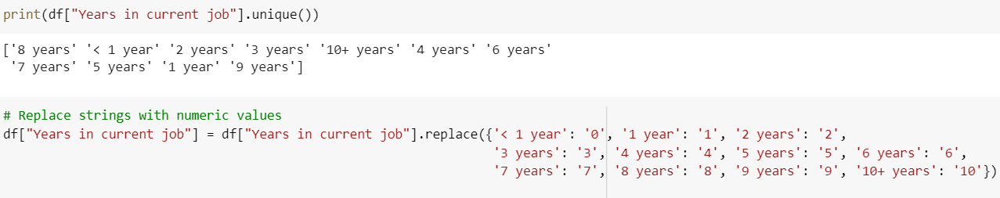 print(df["Years in current job"].unique())
['8 years' '< 1 year' '2 years' '3 years' '10+ years' '4 years' '6 years'
'7 years' '5 years' '1 year' '9 years']
# Replace strings with numeric values
df["Years in current job"] = df["Years in current job"].replace({'< 1 year': '0', '1 year': '1', '2 years': '2',
'3 years': '3', '4 years': '4', '5 years': '5', '6 years': '6',
'7 years': '7', '8 years': '8', '9 years': '9', '10+ years': '10'})